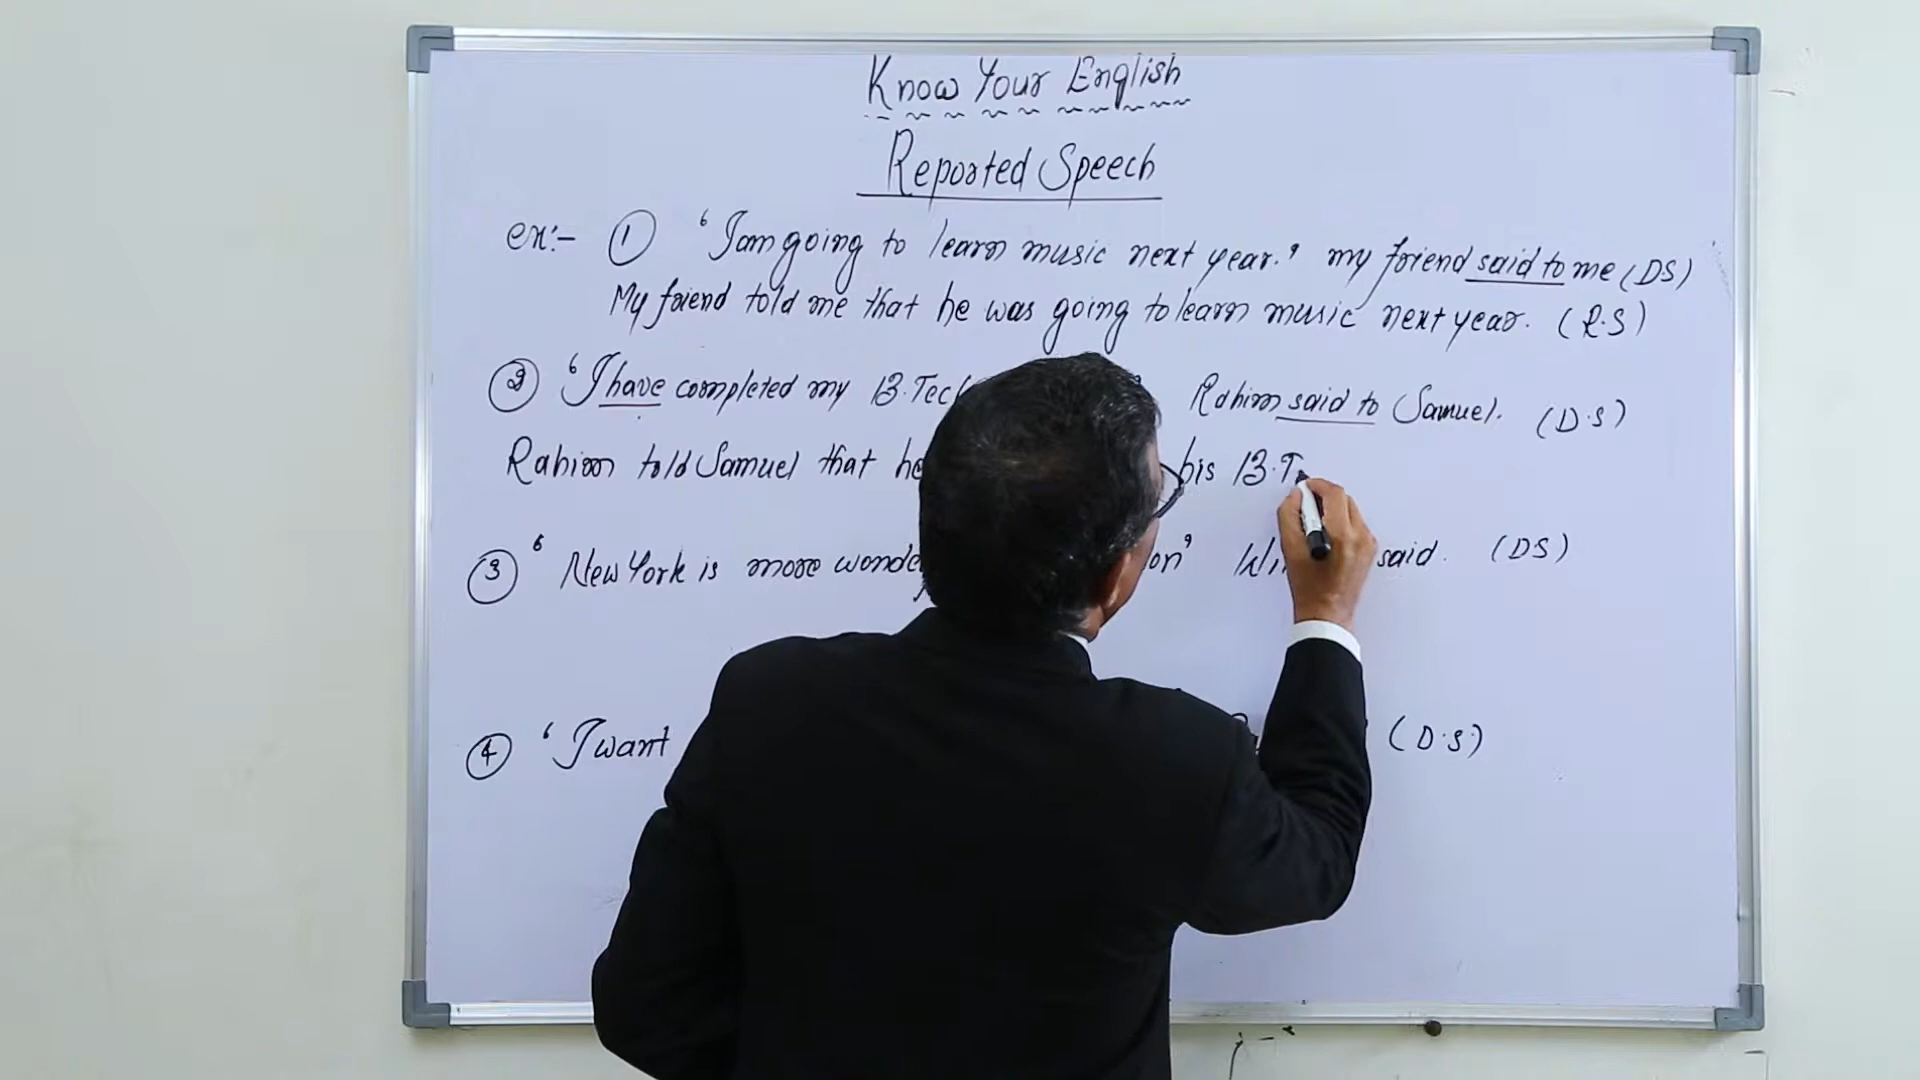 Know Your English
Reported Speech
ex:- ① ‘I am going to learn music next year.’ my friend said to me (DS)
My friend told me that he was going to learn music next year. (R.S)
② ‘I have completed my B.Tec Rahim said to Samuel. (D.S)
Rahim told Samuel that he his B.T
③ ‘New York is more on’ said. (DS)
④ ‘I want (D.S)